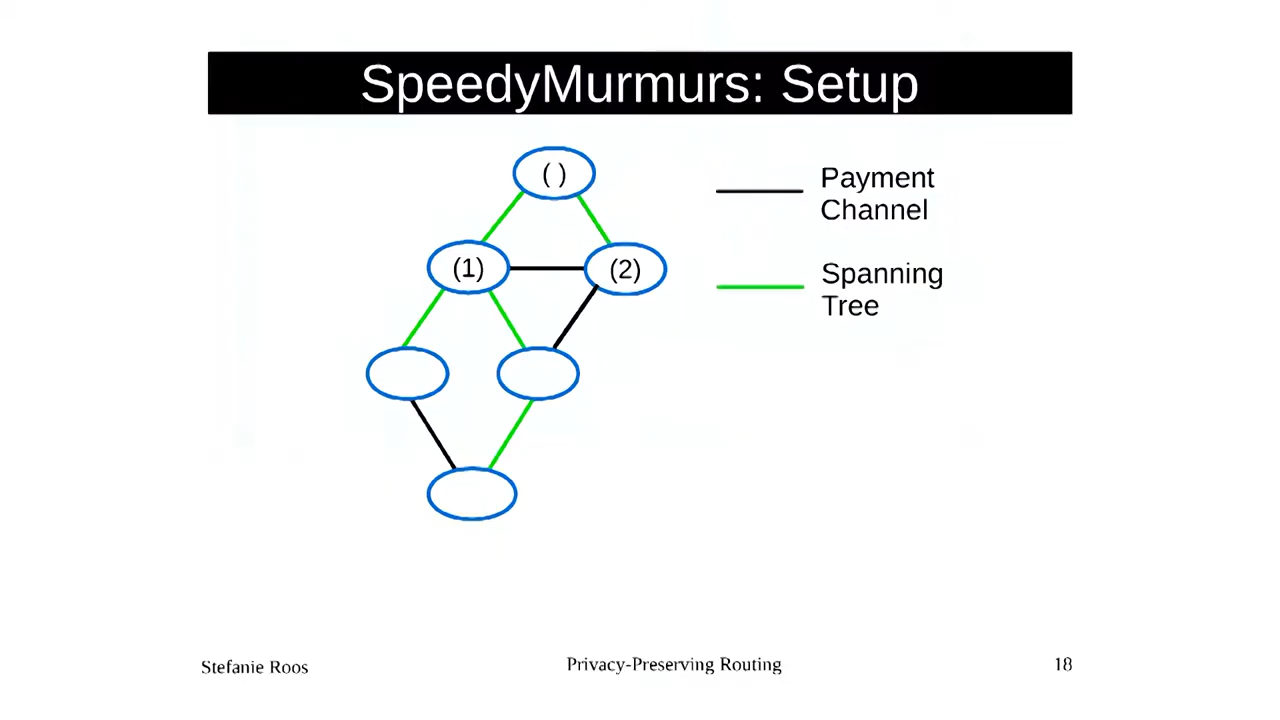 SpeedyMurmurs: Setup
( )
Payment
Channel
(1)
(2)
Spanning
Tree
Stefanie Roos
Privacy-Preserving Routing
18